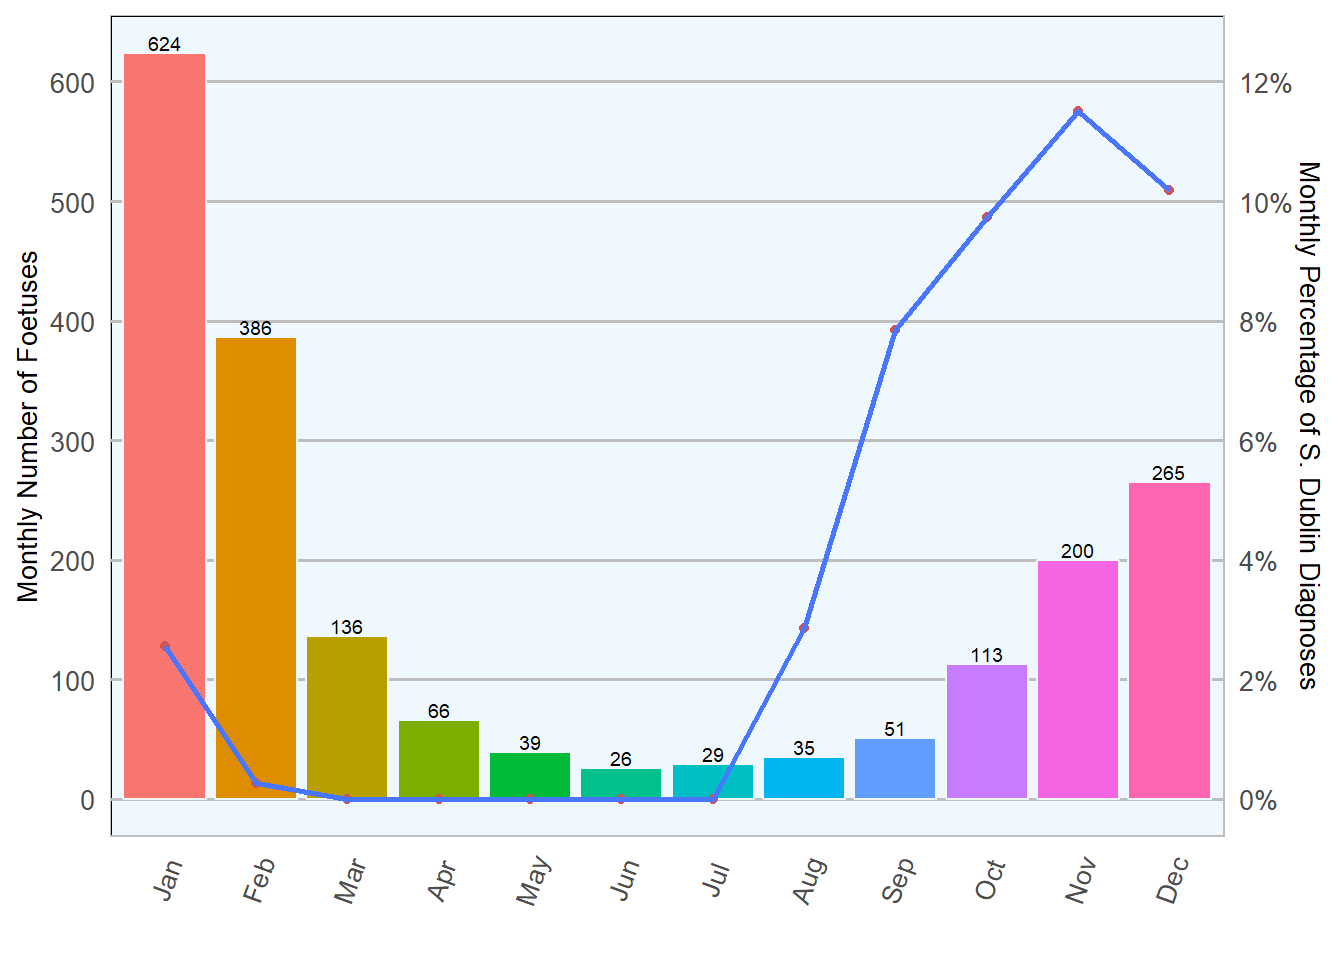 Monthly Number of Foetuses
600
500
400
300
200
100
0
624
386
136
66
39
26
29
35
51
113
200
265
12%
10%
8%
6%
4%
2%
0%
Monthly Percentage of S. Dublin Diagnoses
Jan
Feb
Mar
Apr
May
Jun
Jul
Aug
Sep
Oct
Nov
Dec